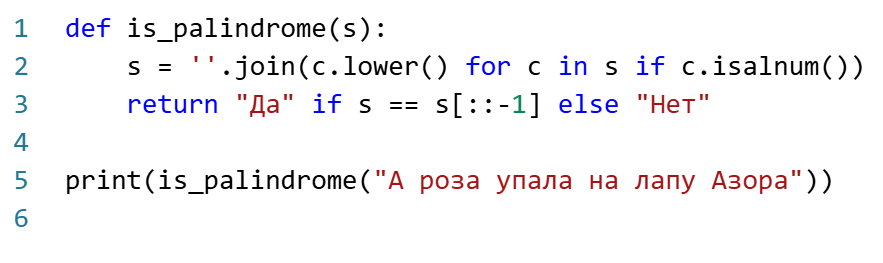 1 def is_palindrome(s):
2     s = ''.join(c.lower() for c in s if c.isalnum())
3     return "Да" if s == s[::-1] else "Нет"
4
5 print(is_palindrome("А роза упала на лапу Азора"))
6